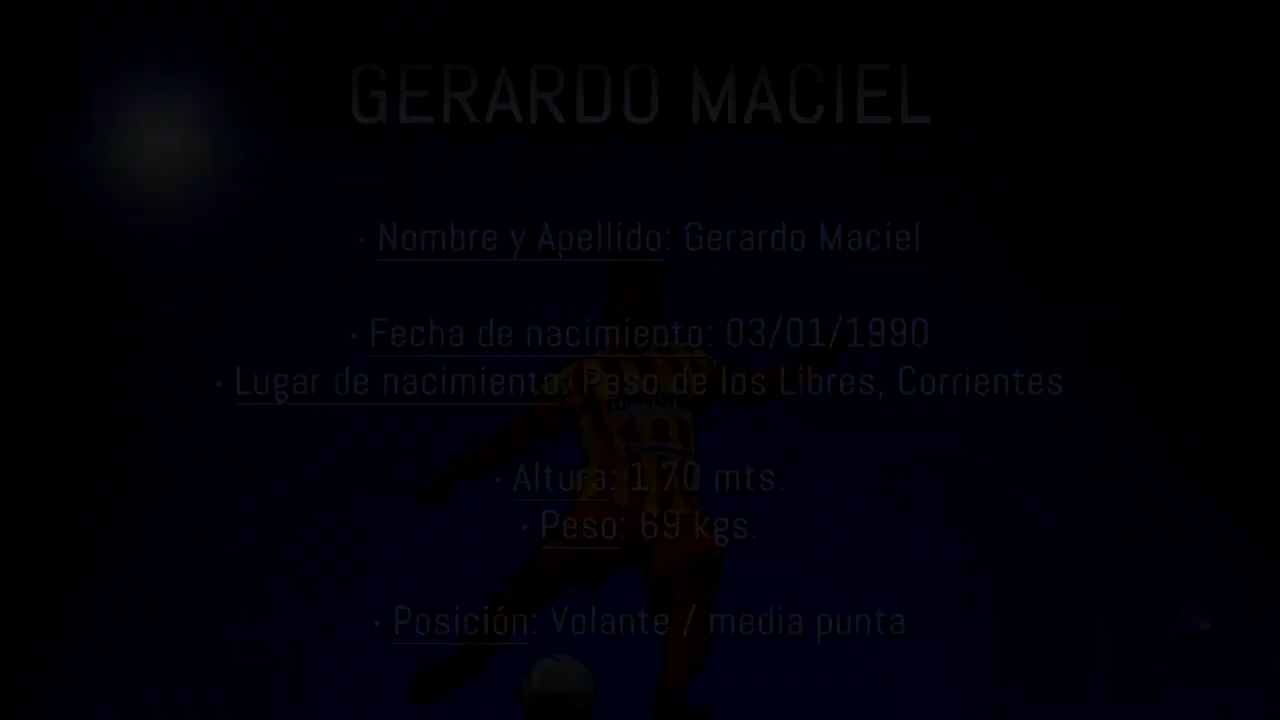 GERARDO MACIEL
· Nombre y Apellido: Gerardo Maciel
· Fecha de nacimiento: 03/01/1990
· Lugar de nacimiento: Paso de los Libres, Corrientes
· Altura: 1,70 mts.
· Peso: 69 kgs.
· Posición: Volante / media punta